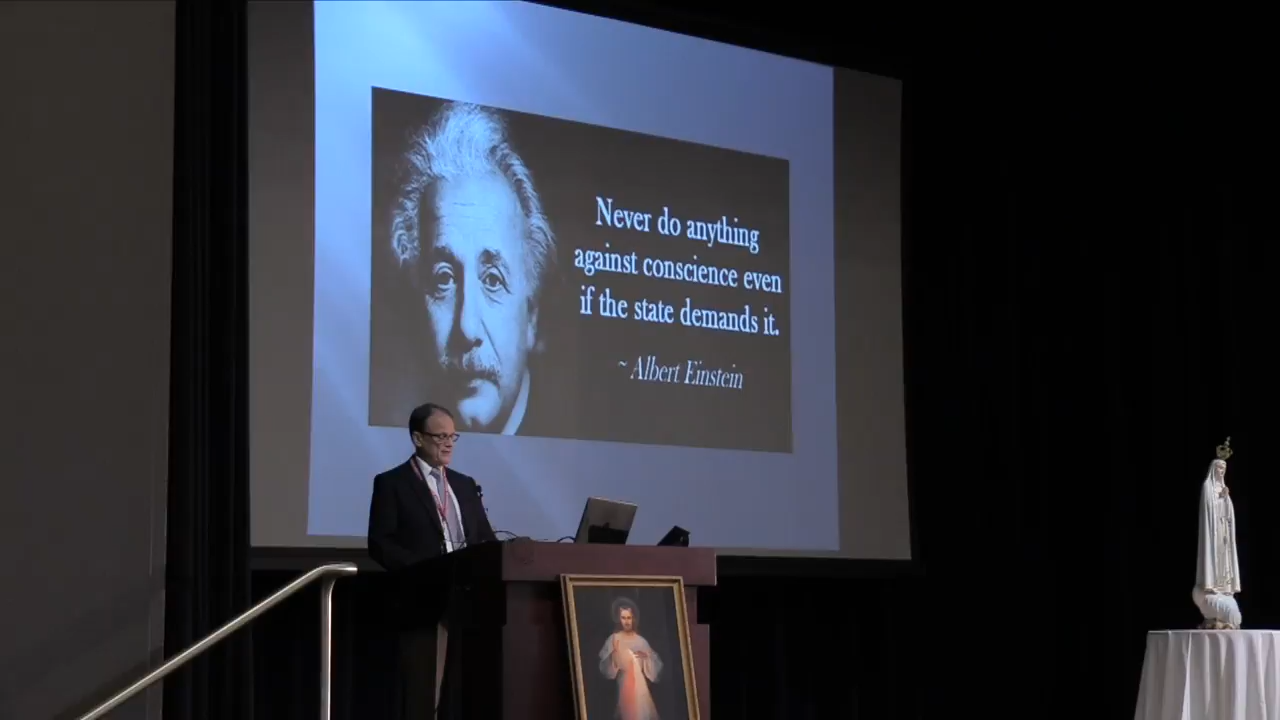 Never do anything
against conscience even
if the state demands it.
~ Albert Einstein